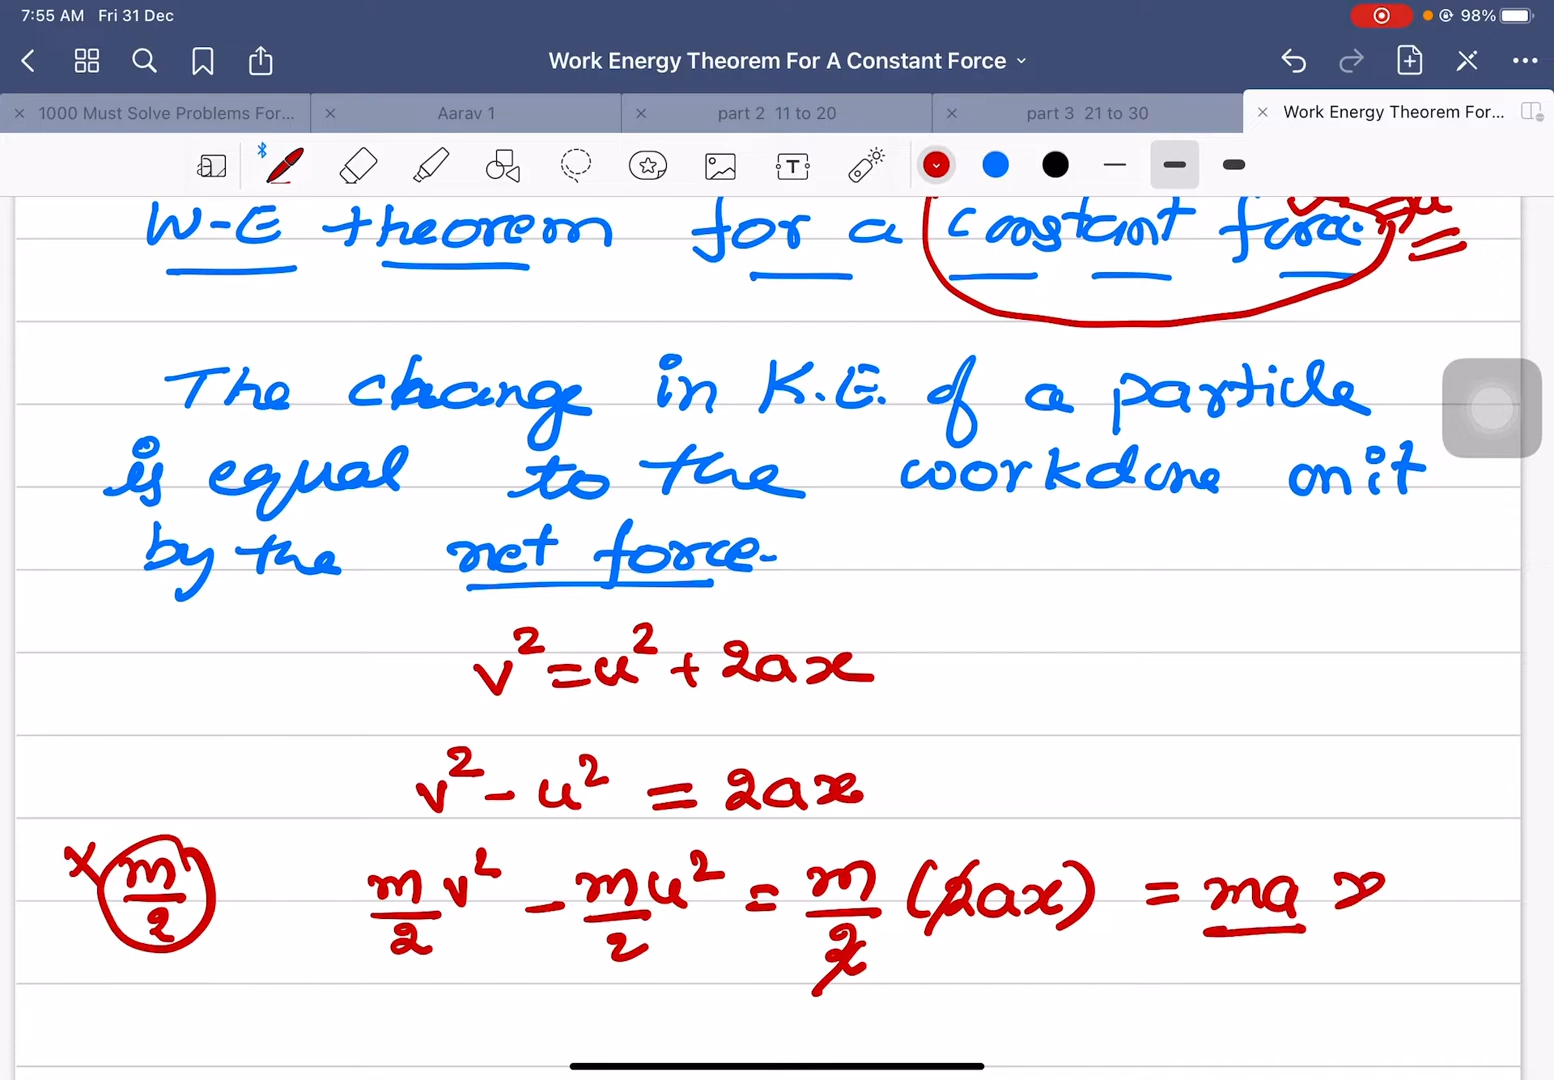 7:55 AM Fri 31 Dec 98%
Work Energy Theorem For A Constant Force
1000 Must Solve Problems For... Aarav 1 part 2 11 to 20 part 3 21 to 30 Work Energy Theorem For...
W-E theorem for a constant force
The change in K.E. of a particle
is equal to the workdone on it
by the net force.
v² = u² + 2ax
v² - u² = 2ax
× m/2 m/2 v² - m/2 u² = m/2 (2ax) = ma x